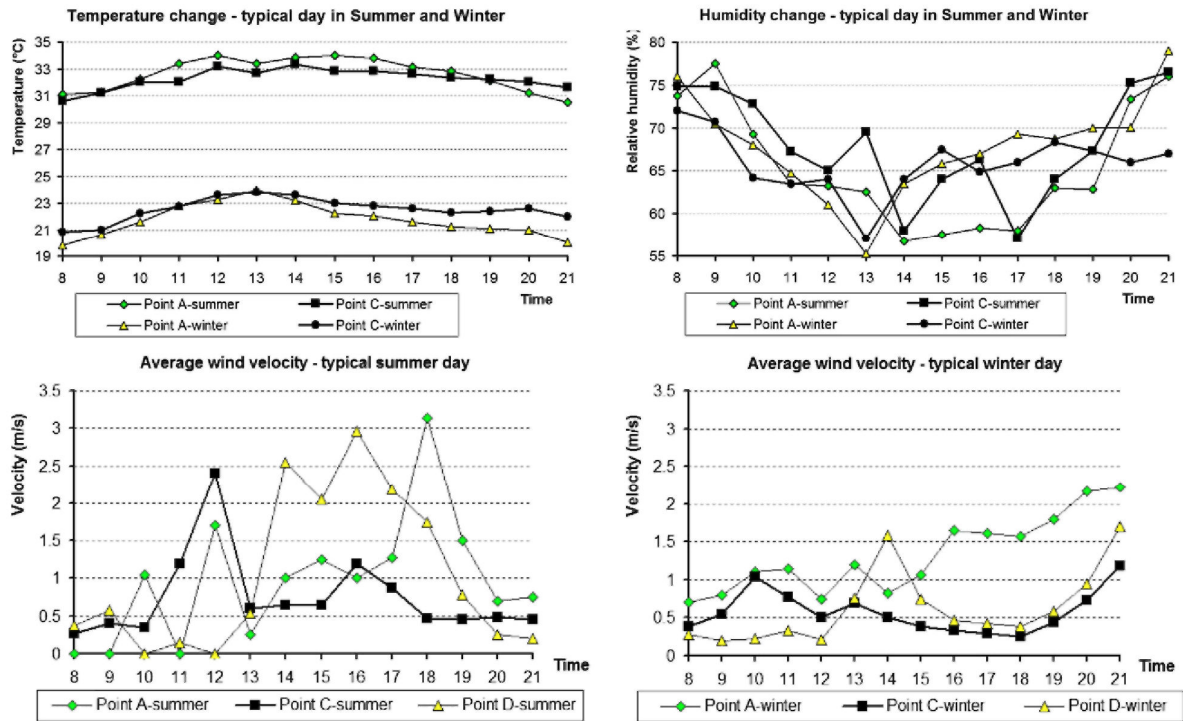 Temperature change - typical day in Summer and Winter
Temperature (°C)
35
33
31
29
27
25
23
21
19
8 9 10 11 12 13 14 15 16 17 18 19 20 21
Time
Point A-summer Point C-summer
Point A-winter Point C-winter
Humidity change - typical day in Summer and Winter
Relative humidity (%)
80
75
70
65
60
55
8 9 10 11 12 13 14 15 16 17 18 19 20 21
Time
Point A-summer Point C-summer
Point A-winter Point C-winter
Average wind velocity - typical summer day
Velocity (m/s)
3.5
3
2.5
2
1.5
1
0.5
0
8 9 10 11 12 13 14 15 16 17 18 19 20 21
Time
Point A-summer Point C-summer Point D-summer
Average wind velocity - typical winter day
Velocity (m/s)
3.5
3
2.5
2
1.5
1
0.5
0
8 9 10 11 12 13 14 15 16 17 18 19 20 21
Time
Point A-winter Point C-winter Point D-winter